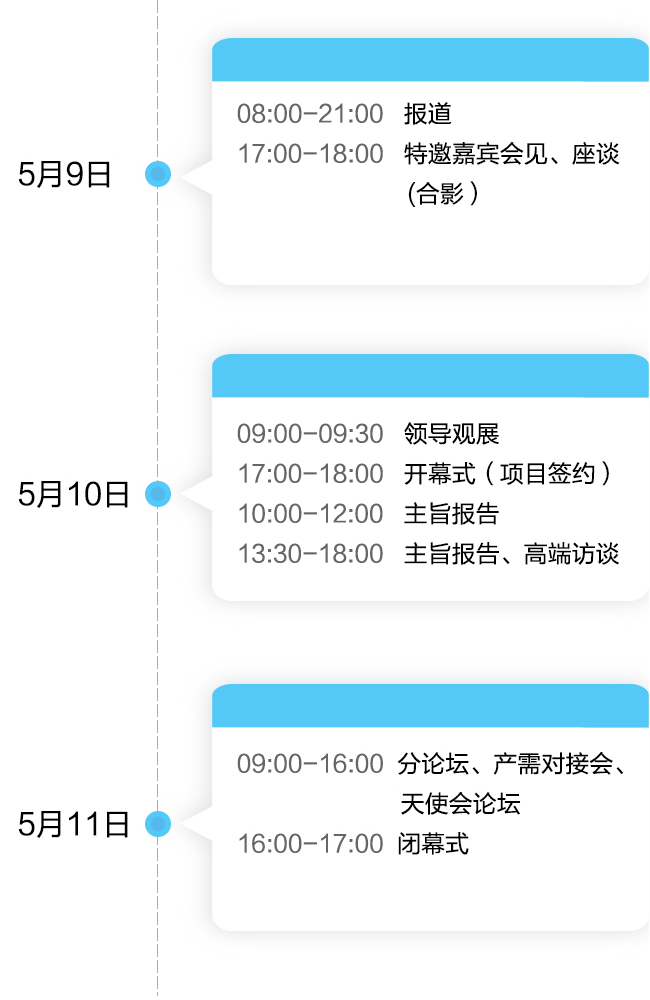 5月9日
08:00-21:00 报道
17:00-18:00 特邀嘉宾会见、座谈
(合影）
5月10日
09:00-09:30 领导观展
17:00-18:00 开幕式（项目签约）
10:00-12:00 主旨报告
13:30-18:00 主旨报告、高端访谈
5月11日
09:00-16:00 分论坛、产需对接会、
天使会论坛
16:00-17:00 闭幕式